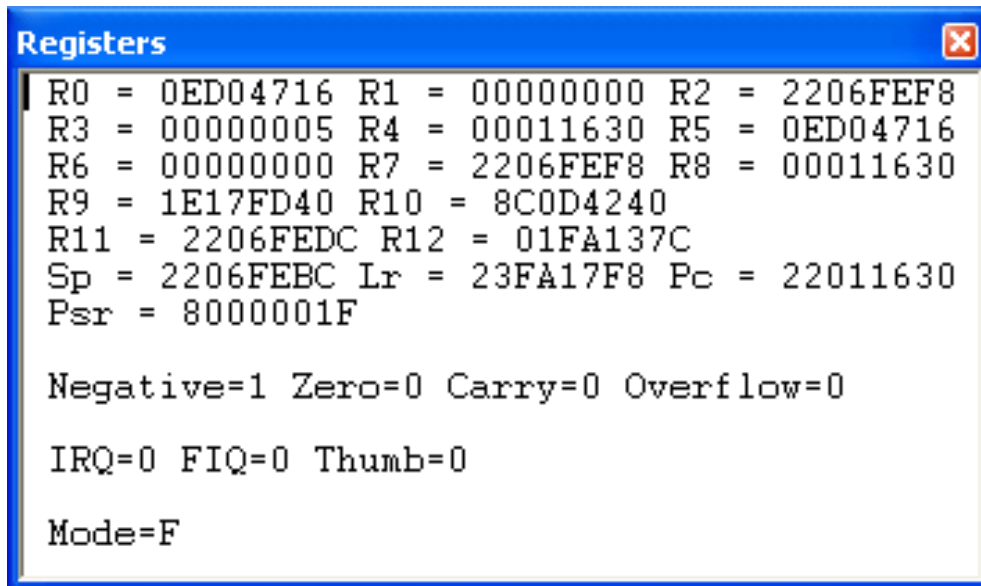 Registers
R0 = 0ED04716 R1 = 00000000 R2 = 2206FEF8
R3 = 00000005 R4 = 00011630 R5 = 0ED04716
R6 = 00000000 R7 = 2206FEF8 R8 = 00011630
R9 = 1E17FD40 R10 = 8C0D4240
R11 = 2206FEDC R12 = 01FA137C
Sp = 2206FEBC Lr = 23FA17F8 Pc = 22011630
Psr = 8000001F
Negative=1 Zero=0 Carry=0 Overflow=0
IRQ=0 FIQ=0 Thumb=0
Mode=F